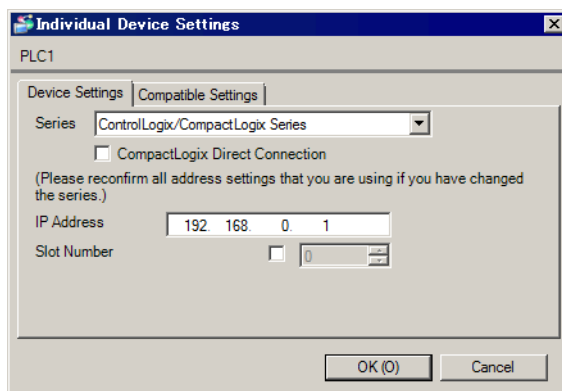 Individual Device Settings
PLC1
Device Settings
Compatible Settings
Series
ControlLogix/CompactLogix Series
CompactLogix Direct Connection
(Please reconfirm all address settings that you are using if you have changed
the series.)
IP Address
192. 168. 0. 1
Slot Number
0
OK (O)
Cancel